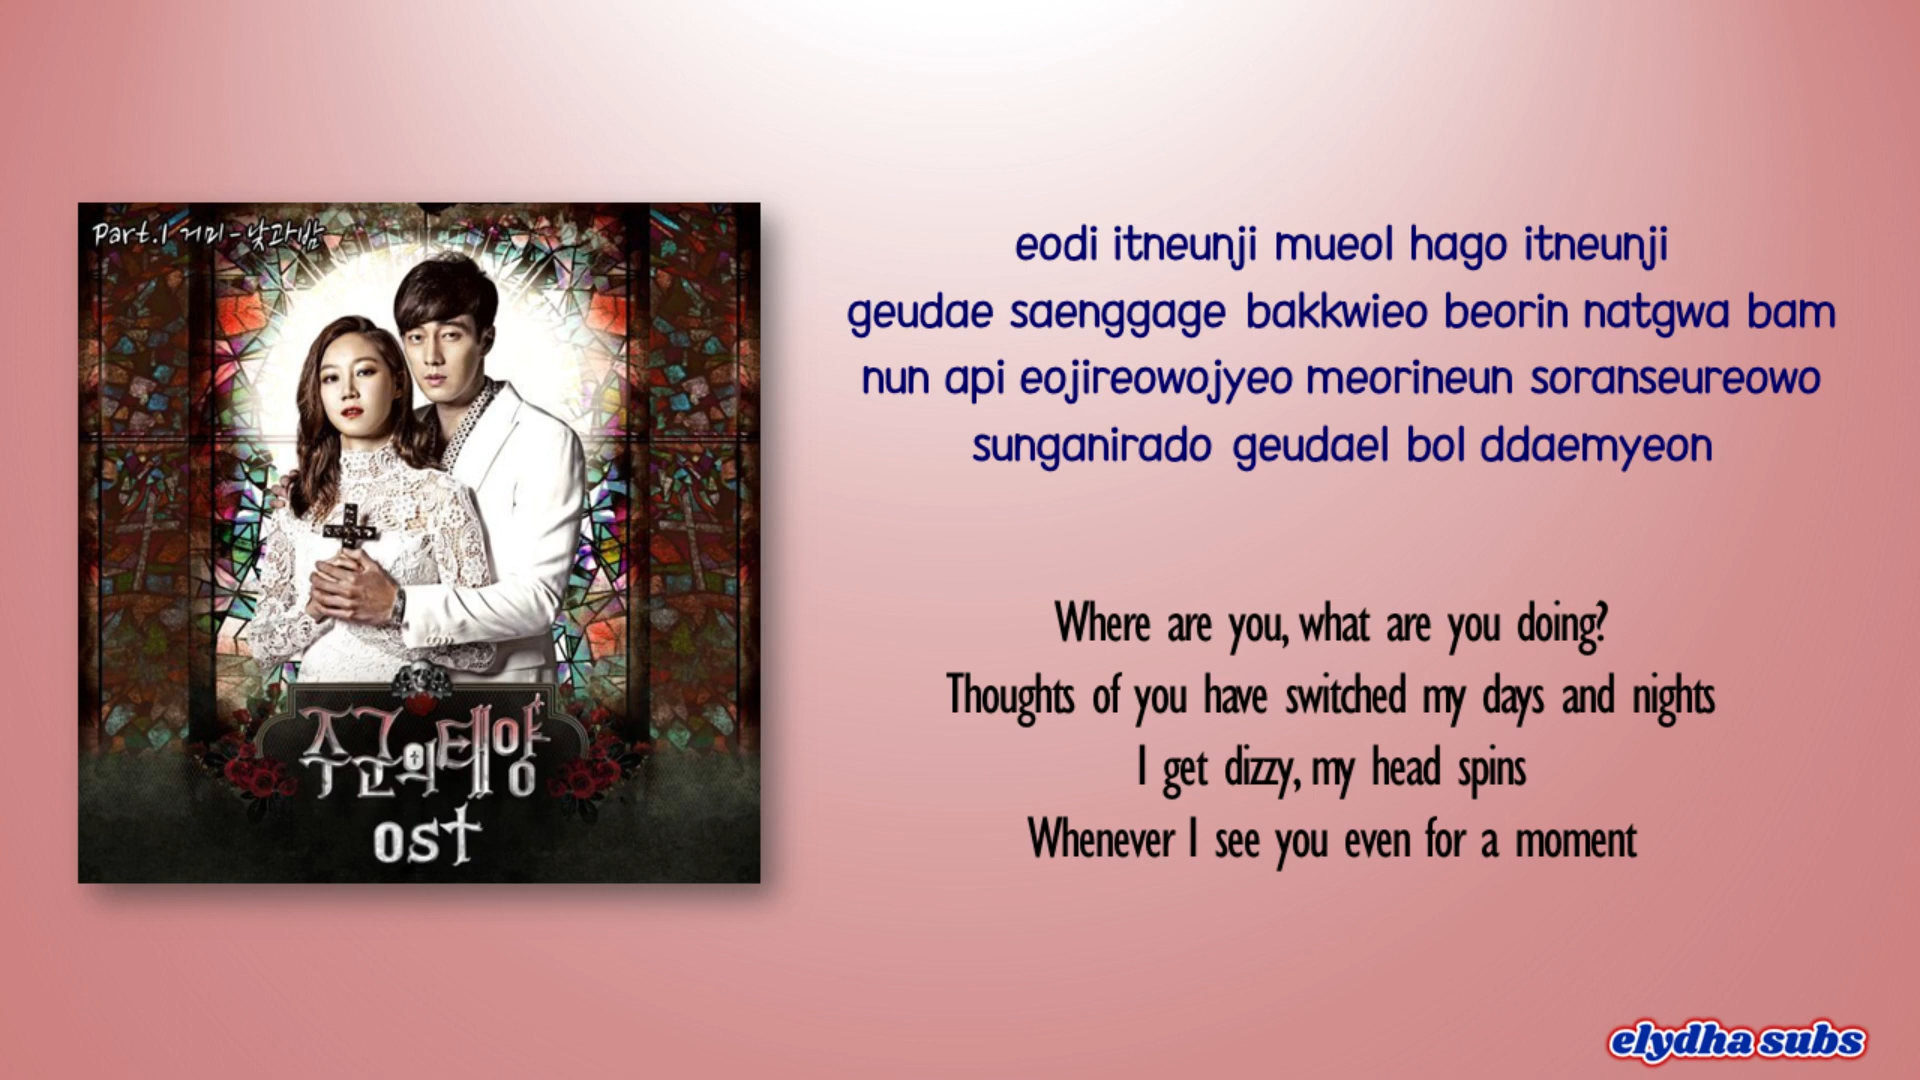 Part.1 거미-낮과밤
주군의태양
ost
eodi itneunji mueol hago itneunji
geudae saenggage bakkwieo beorin natgwa bam
nun api eojireowojyeo meorineun soranseureowo
sunganirado geudael bol ddaemyeon
Where are you, what are you doing?
Thoughts of you have switched my days and nights
I get dizzy, my head spins
Whenever I see you even for a moment
elydha subs